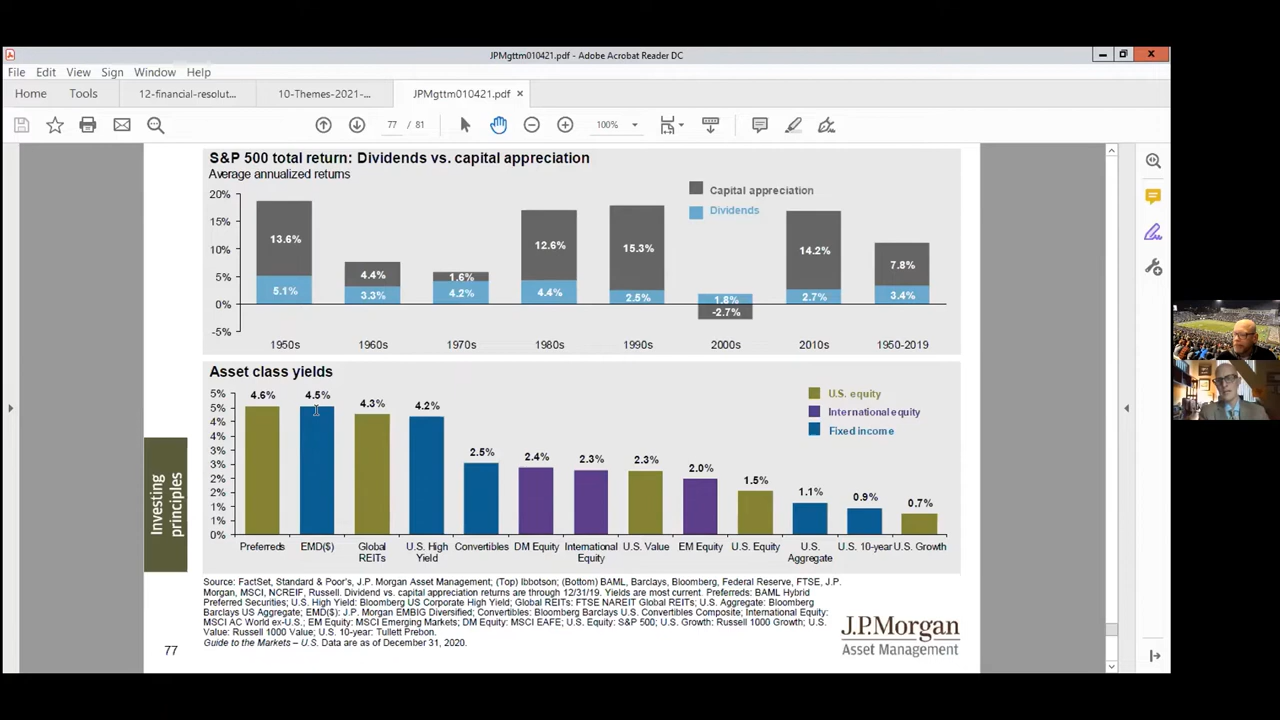 JPMgttm010421.pdf - Adobe Acrobat Reader DC
File Edit View Sign Window Help
Home Tools 12-financial-resolut... 10-Themes-2021-... JPMgttm010421.pdf ×
77 / 81 100%
S&P 500 total return: Dividends vs. capital appreciation
Average annualized returns
20%
15%
10%
5%
0%
-5%
Capital appreciation
Dividends
13.6% 4.4% 1.6% 12.6% 15.3% 1.8% 14.2% 7.8%
5.1% 3.3% 4.2% 4.4% 2.5% -2.7% 2.7% 3.4%
1950s 1960s 1970s 1980s 1990s 2000s 2010s 1950-2019
Asset class yields
5%
5%
4%
4%
3%
3%
2%
2%
1%
1%
0%
U.S. equity
International equity
Fixed income
4.6% 4.5% 4.3% 4.2% 2.5% 2.4% 2.3% 2.3% 2.0% 1.5% 1.1% 0.9% 0.7%
Preferreds EMD($) Global U.S. High Convertibles DM Equity International U.S. Value EM Equity U.S. Equity U.S. U.S. 10-year U.S. Growth
REITs Yield Equity Aggregate
Investing
principles
Source: FactSet, Standard & Poor's, J.P. Morgan Asset Management; (Top) Ibbotson; (Bottom) BAML, Barclays, Bloomberg, Federal Reserve, FTSE, J.P.
Morgan, MSCI, NCREIF, Russell. Dividend vs. capital appreciation returns are through 12/31/19. Yields are most current. Preferreds: BAML Hybrid
Preferred Securities; U.S. High Yield: Bloomberg US Corporate High Yield; Global REITs: FTSE NAREIT Global REITs; U.S. Aggregate: Bloomberg
Barclays US Aggregate; EMD($): J.P. Morgan EMBIG Diversified; Convertibles: Bloomberg Barclays U.S. Convertibles Composite; International Equity:
MSCI AC World ex-U.S.; EM Equity: MSCI Emerging Markets; DM Equity: MSCI EAFE; U.S. Equity: S&P 500; U.S. Growth: Russell 1000 Growth; U.S.
Value: Russell 1000 Value; U.S. 10-year: Tullett Prebon.
Guide to the Markets – U.S. Data are as of December 31, 2020.
77
J.P.Morgan
Asset Management